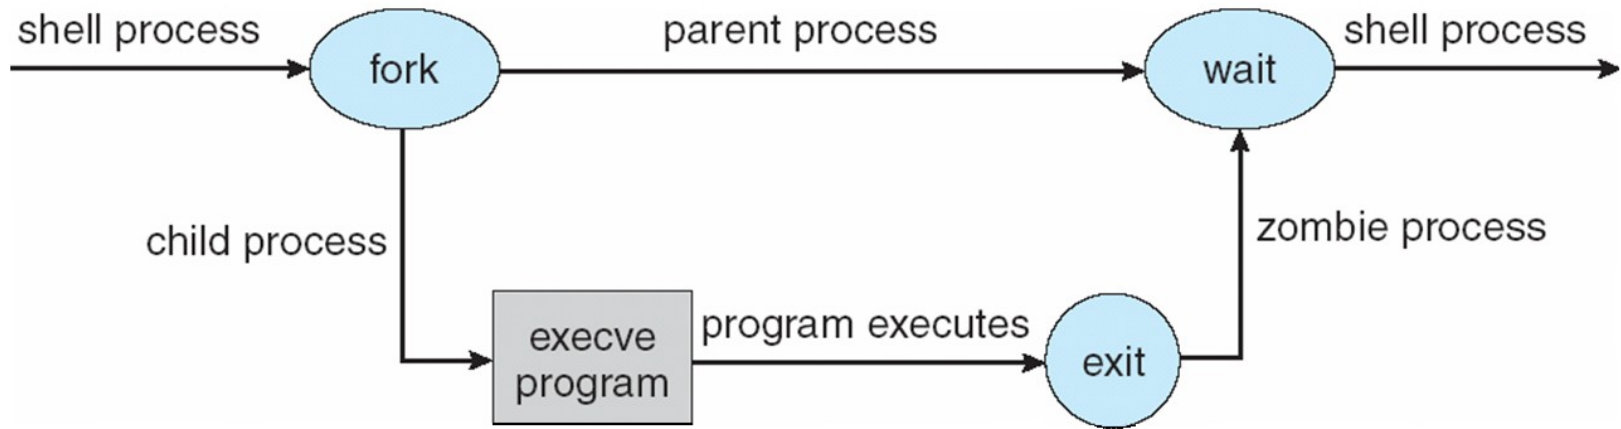 shell process
fork
parent process
wait
shell process
child process
zombie process
execve
program
program executes
exit